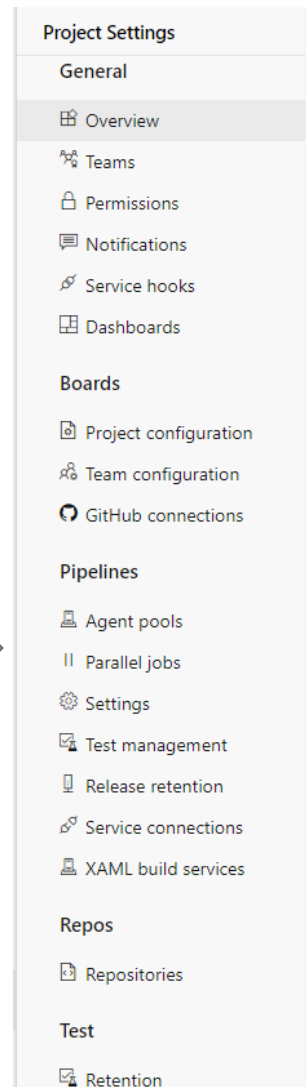 Project Settings
General
Overview
Teams
Permissions
Notifications
Service hooks
Dashboards
Boards
Project configuration
Team configuration
GitHub connections
Pipelines
Agent pools
Parallel jobs
Settings
Test management
Release retention
Service connections
XAML build services
Repos
Repositories
Test
Retention